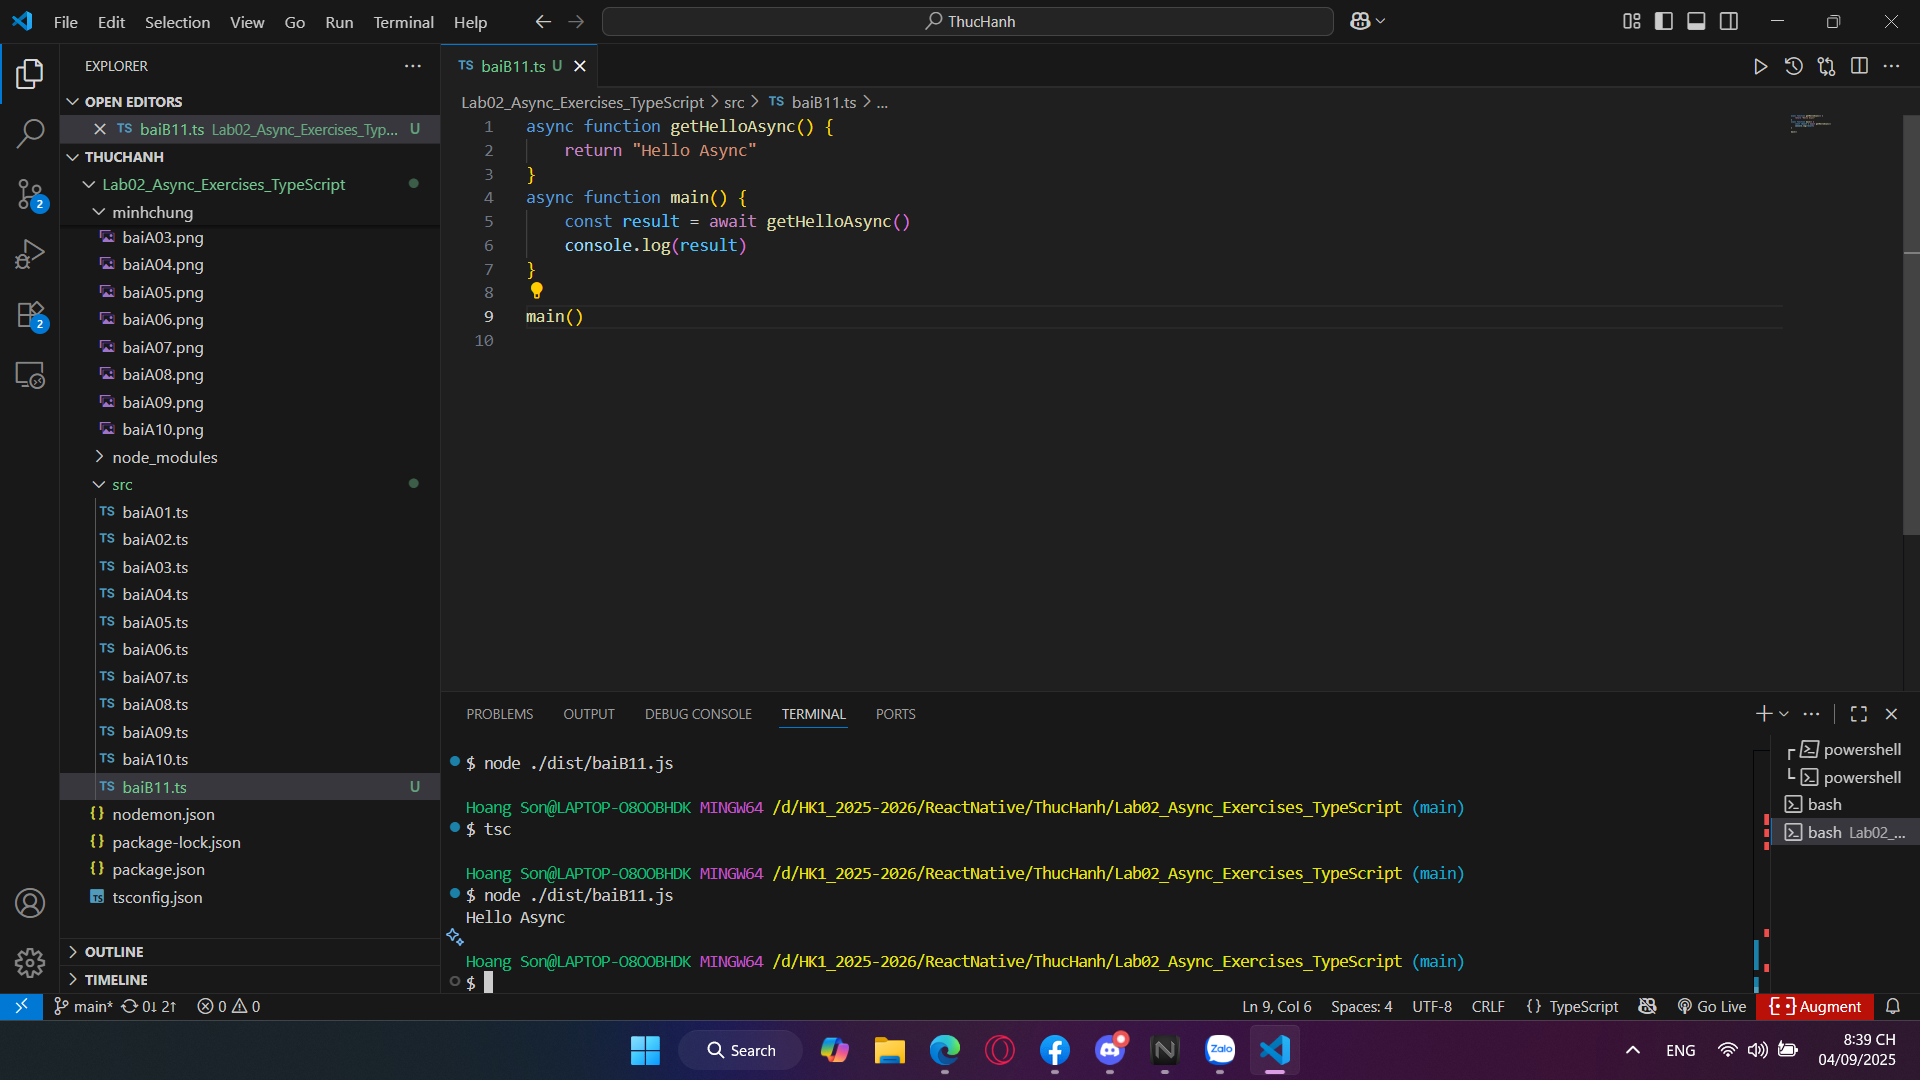 File Edit Selection View Go Run Terminal Help
ThucHanh
EXPLORER
OPEN EDITORS
TS baiB11.ts Lab02_Async_Exercises_Typ... U
THUCHANH
Lab02_Async_Exercises_TypeScript
minhchung
baiA03.png
baiA04.png
baiA05.png
baiA06.png
baiA07.png
baiA08.png
baiA09.png
baiA10.png
node_modules
src
TS baiA01.ts
TS baiA02.ts
TS baiA03.ts
TS baiA04.ts
TS baiA05.ts
TS baiA06.ts
TS baiA07.ts
TS baiA08.ts
TS baiA09.ts
TS baiA10.ts
TS baiB11.ts U
{} nodemon.json
{} package-lock.json
{} package.json
TS tsconfig.json
OUTLINE
TIMELINE
2
2
TS baiB11.ts U
Lab02_Async_Exercises_TypeScript > src > TS baiB11.ts > ...
1 async function getHelloAsync() {
2 return "Hello Async"
3 }
4 async function main() {
5 const result = await getHelloAsync()
6 console.log(result)
7 }
8
9 main()
10
PROBLEMS OUTPUT DEBUG CONSOLE TERMINAL PORTS
$ node ./dist/baiB11.js
Hoang Son@LAPTOP-O8OOBHDK MINGW64 /d/HK1_2025-2026/ReactNative/ThucHanh/Lab02_Async_Exercises_TypeScript (main)
$ tsc
Hoang Son@LAPTOP-O8OOBHDK MINGW64 /d/HK1_2025-2026/ReactNative/ThucHanh/Lab02_Async_Exercises_TypeScript (main)
$ node ./dist/baiB11.js
Hello Async
Hoang Son@LAPTOP-O8OOBHDK MINGW64 /d/HK1_2025-2026/ReactNative/ThucHanh/Lab02_Async_Exercises_TypeScript (main)
$
powershell
powershell
bash
bash Lab02_...
main* 0↓ 2↑ 0 0
Ln 9, Col 6 Spaces: 4 UTF-8 CRLF {} TypeScript Go Live Augment
Search
Zalo
ENG
8:39 CH
04/09/2025